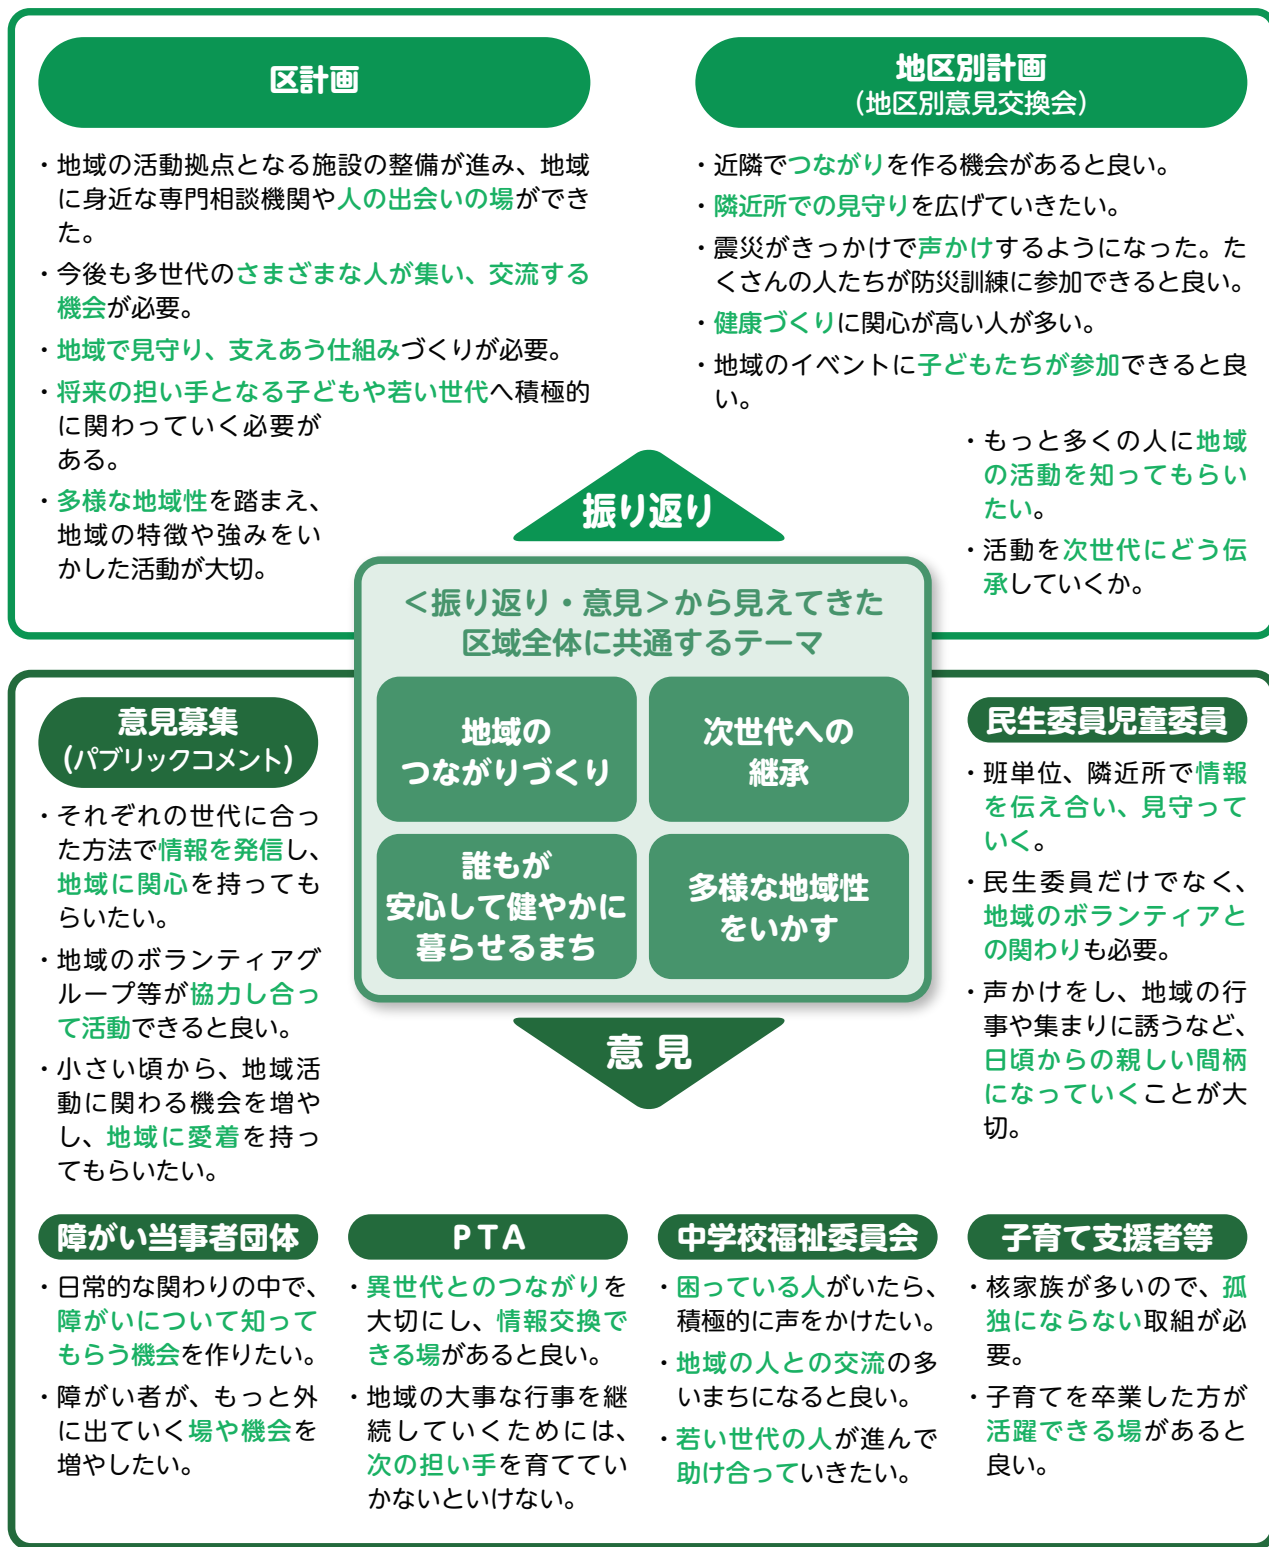 区計画
・地域の活動拠点となる施設の整備が進み、地域
に身近な専門相談機関や人の出会いの場ができ
た。
・今後も多世代のさまざまな人が集い、交流する
機会が必要。
・地域で見守り、支えあう仕組みづくりが必要。
・将来の担い手となる子どもや若い世代へ積極的
に関わっていく必要が
ある。
・多様な地域性を踏まえ、
地域の特徴や強みをい
かした活動が大切。
地区別計画
(地区別意見交換会)
・近隣でつながりを作る機会があると良い。
・隣近所での見守りを広げていきたい。
・震災がきっかけで声かけするようになった。た
くさんの人たちが防災訓練に参加できると良い。
・健康づくりに関心が高い人が多い。
・地域のイベントに子どもたちが参加できると良
い。
・もっと多くの人に地域
の活動を知ってもらい
たい。
・活動を次世代にどう伝
承していくか。
振り返り
＜振り返り・意見＞から見えてきた
区域全体に共通するテーマ
地域の
つながりづくり
次世代への
継承
誰もが
安心して健やかに
暮らせるまち
多様な地域性
をいかす
意見
意見募集
(パブリックコメント)
・それぞれの世代に合っ
た方法で情報を発信し、
地域に関心を持っても
らいたい。
・地域のボランティアグ
ループ等が協力し合っ
て活動できると良い。
・小さい頃から、地域活
動に関わる機会を増や
し、地域に愛着を持っ
てもらいたい。
民生委員児童委員
・班単位、隣近所で情報
を伝え合い、見守って
いく。
・民生委員だけでなく、
地域のボランティアと
の関わりも必要。
・声かけをし、地域の行
事や集まりに誘うなど、
日頃からの親しい間柄
になっていくことが大
切。
障がい当事者団体
・日常的な関わりの中で、
障がいについて知って
もらう機会を作りたい。
・障がい者が、もっと外
に出ていく場や機会を
増やしたい。
PTA
・異世代とのつながりを
大切にし、情報交換で
きる場があると良い。
・地域の大事な行事を継
続していくためには、
次の担い手を育ててい
かないといけない。
中学校福祉委員会
・困っている人がいたら、
積極的に声をかけたい。
・地域の人との交流の多
いまちになると良い。
・若い世代の人が進んで
助け合っていきたい。
子育て支援者等
・核家族が多いので、孤
独にならない取組が必
要。
・子育てを卒業した方が
活躍できる場があると
良い。